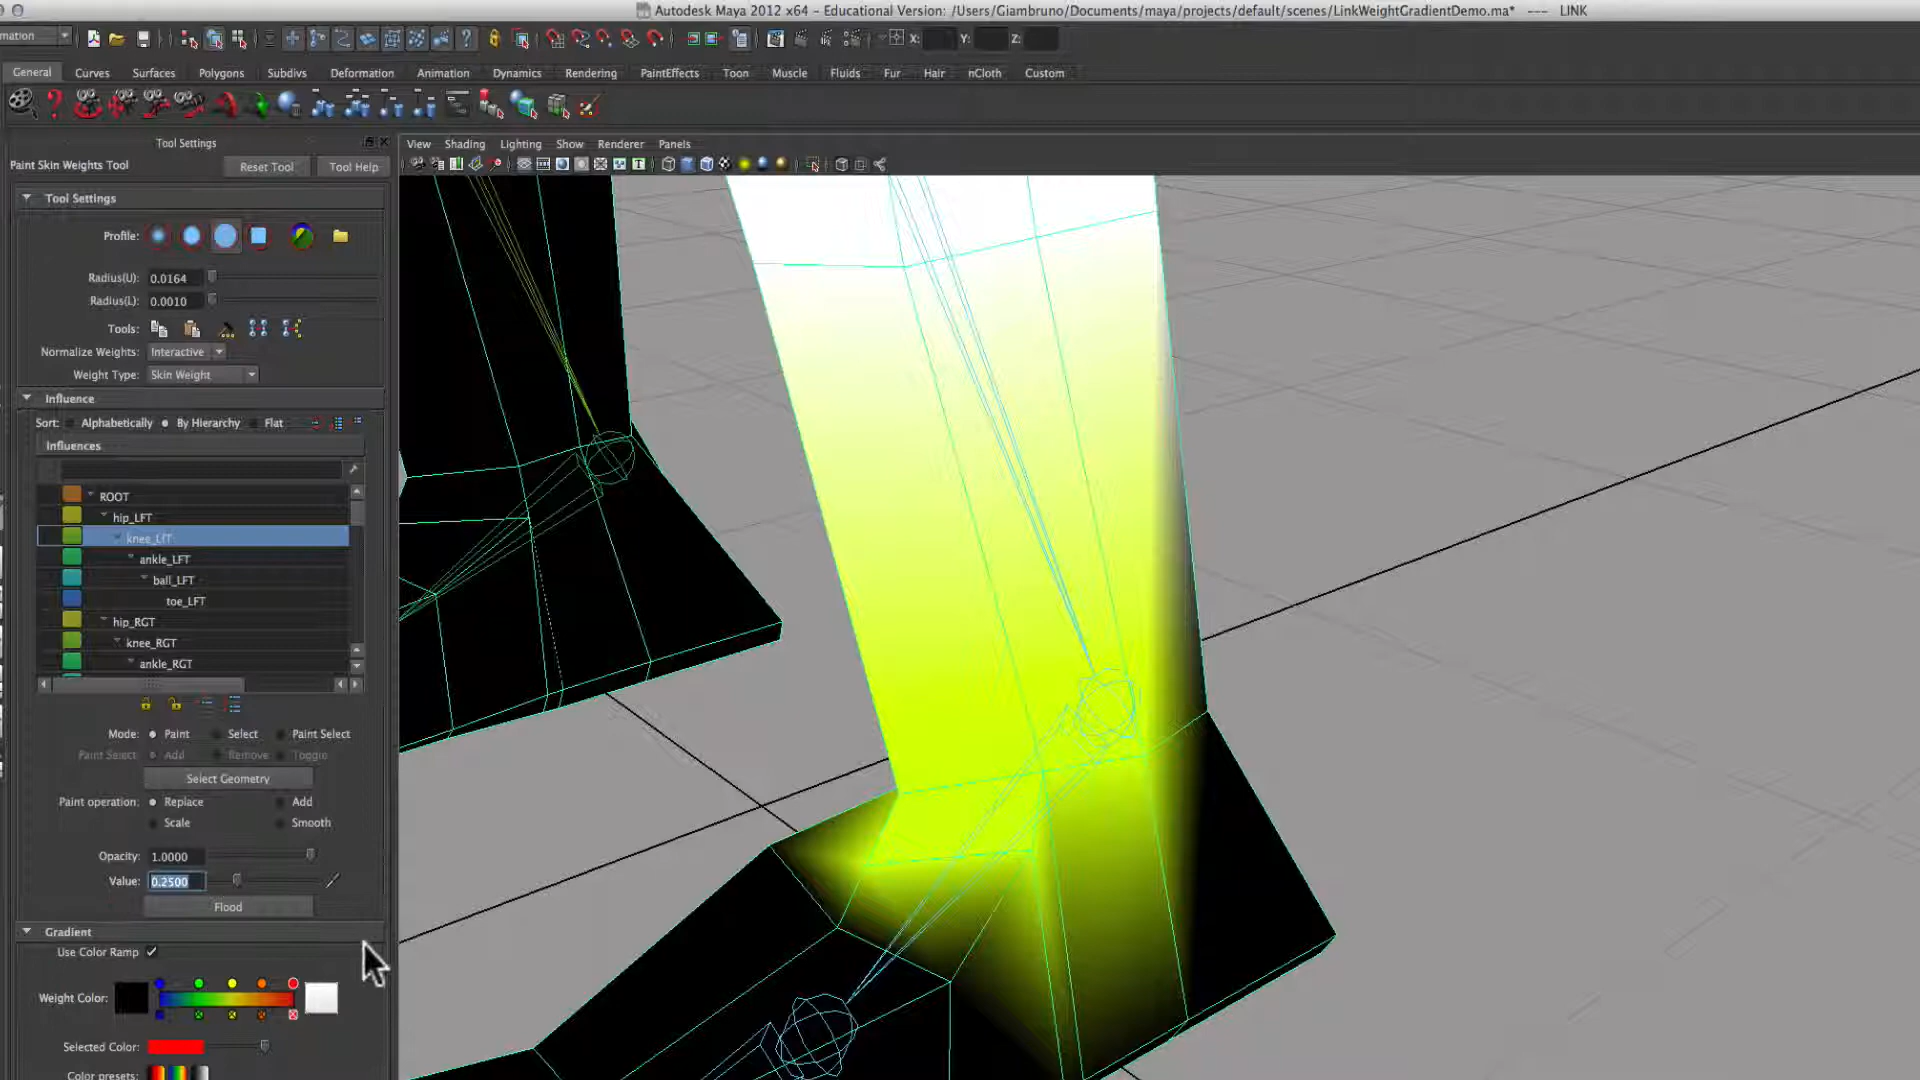 Autodesk Maya 2012 x64 – Educational Version: /Users/Giambruno/Documents/maya/projects/default/scenes/LinkWeightGradientDemo.ma* --- LINK
mation X: Y: Z:
General Curves Surfaces Polygons Subdivs Deformation Animation Dynamics Rendering PaintEffects Toon Muscle Fluids Fur Hair nCloth Custom
Tool Settings
View Shading Lighting Show Renderer Panels
Paint Skin Weights Tool Reset Tool Tool Help
Tool Settings
Profile:
Radius(U): 0.0164
Radius(L): 0.0010
Tools:
Normalize Weights: Interactive
Weight Type: Skin Weight
Influence
Sort: Alphabetically By Hierarchy Flat
Influences
ROOT
hip_LFT
knee_LfT
ankle_LFT
ball_LFT
toe_LFT
hip_RGT
knee_RGT
ankle_RGT
Mode: Paint Select Paint Select
Paint Select: Add Remove Toggle
Select Geometry
Paint operation: Replace Add
Scale Smooth
Opacity: 1.0000
Value: 0.2500
Flood
Gradient
Use Color Ramp
Weight Color:
Selected Color:
Color presets: